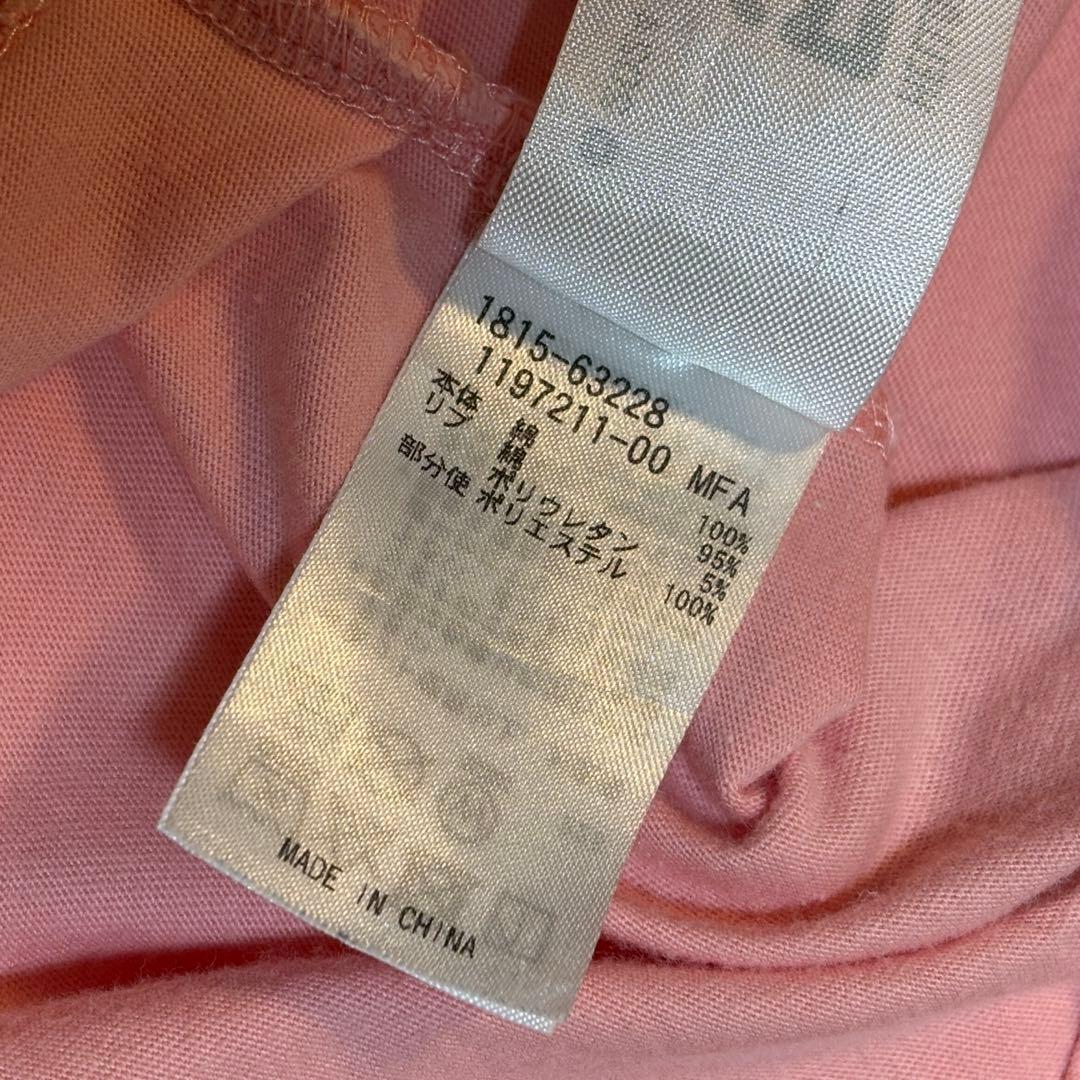 1815-63228
1197211-00 MFA
本体 綿 100%
リブ 綿 95%
ポリウレタン 5%
部分使 ポリエステル 100%
MADE IN CHINA